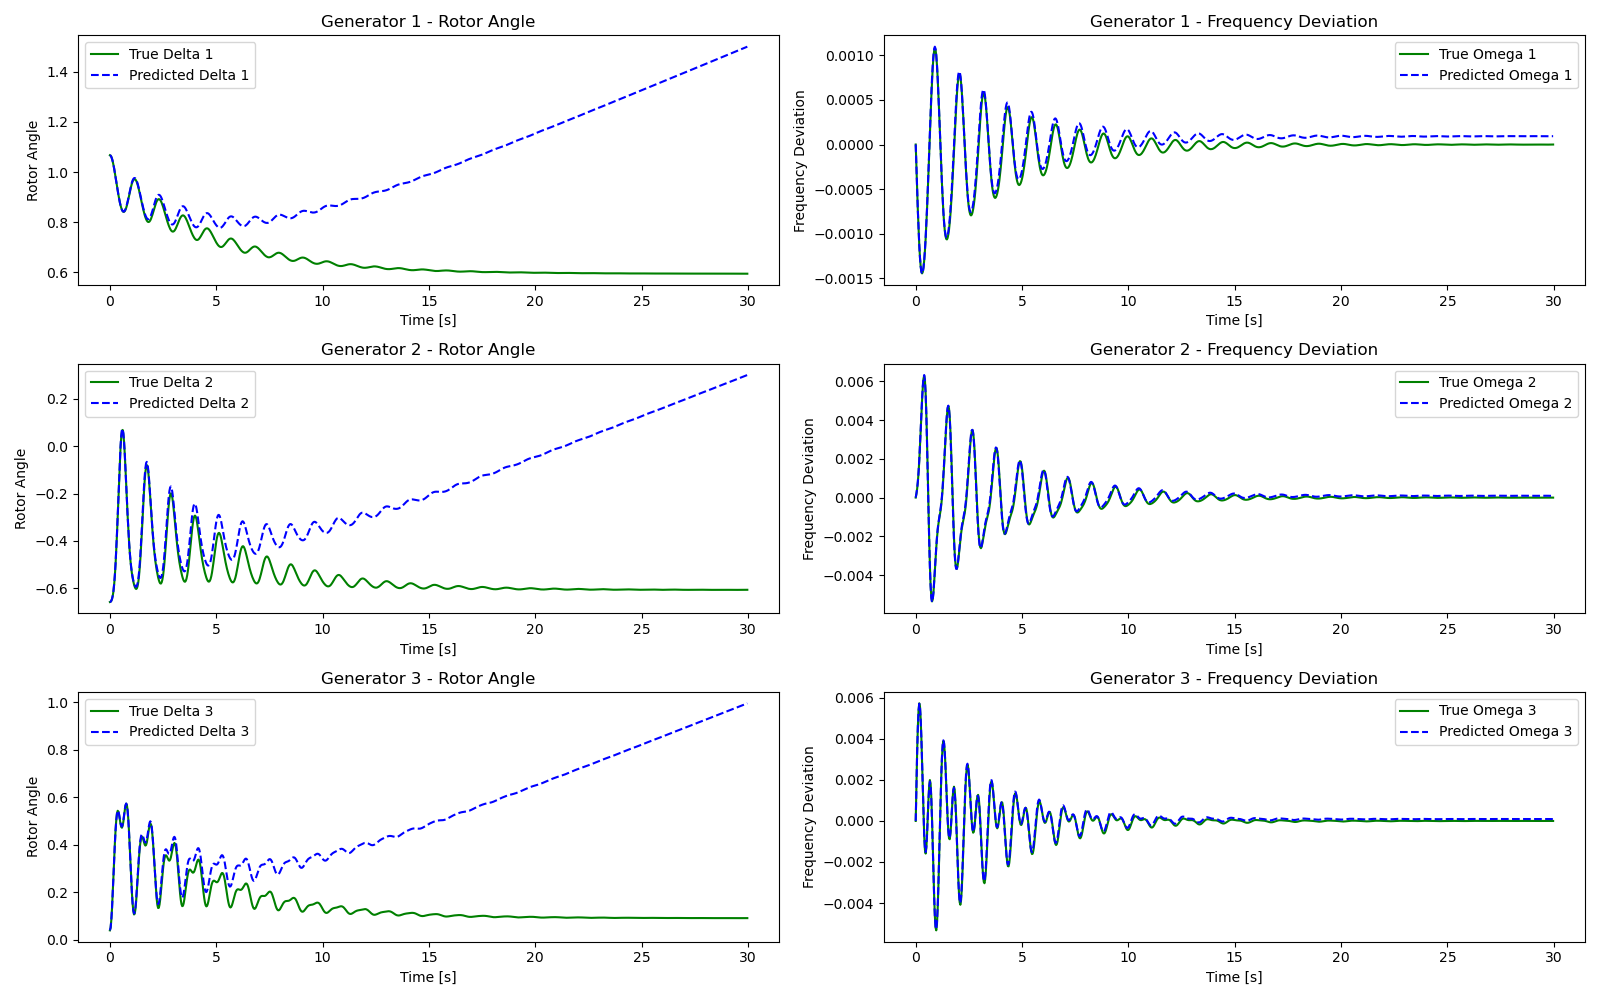 Generator 1 - Rotor Angle
True Delta 1
Predicted Delta 1
Rotor Angle
1.4
1.2
1.0
0.8
0.6
0 5 10 15 20 25 30
Time [s]
Generator 1 - Frequency Deviation
True Omega 1
Predicted Omega 1
Frequency Deviation
0.0010
0.0005
0.0000
−0.0005
−0.0010
−0.0015
0 5 10 15 20 25 30
Time [s]
Generator 2 - Rotor Angle
True Delta 2
Predicted Delta 2
Rotor Angle
0.2
0.0
−0.2
−0.4
−0.6
0 5 10 15 20 25 30
Time [s]
Generator 2 - Frequency Deviation
True Omega 2
Predicted Omega 2
Frequency Deviation
0.006
0.004
0.002
0.000
−0.002
−0.004
0 5 10 15 20 25 30
Time [s]
Generator 3 - Rotor Angle
True Delta 3
Predicted Delta 3
Rotor Angle
1.0
0.8
0.6
0.4
0.2
0.0
0 5 10 15 20 25 30
Time [s]
Generator 3 - Frequency Deviation
True Omega 3
Predicted Omega 3
Frequency Deviation
0.006
0.004
0.002
0.000
−0.002
−0.004
0 5 10 15 20 25 30
Time [s]